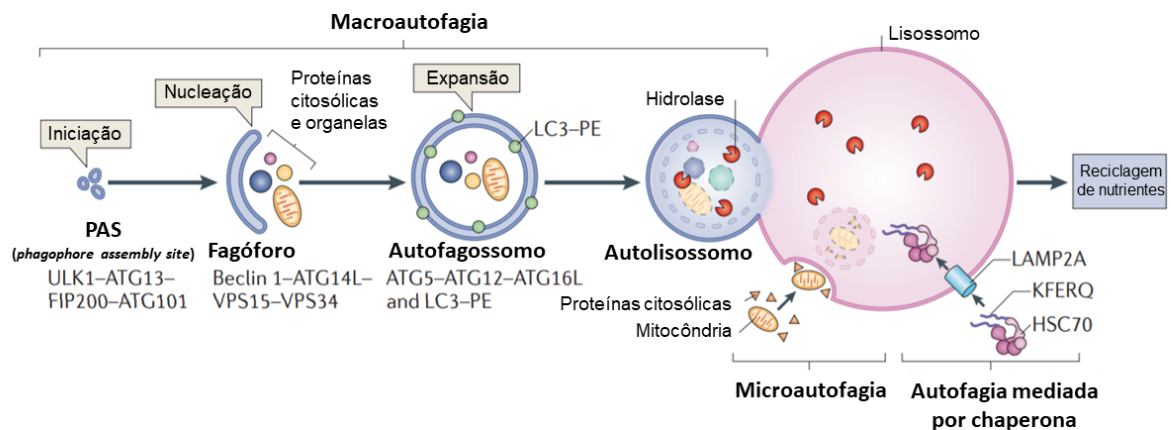 Macroautofagia
Lisossomo
Nucleação
Proteínas
citosólicas
e organelas
Expansão
Hidrolase
LC3–PE
Iniciação
Reciclagem
de nutrientes
PAS
(phagophore assembly site)
Fagóforo
Autofagossomo
Autolisossomo
ULK1–ATG13–
FIP200–ATG101
Beclin 1–ATG14L–
VPS15–VPS34
ATG5–ATG12–ATG16L
and LC3–PE
LAMP2A
KFERQ
HSC70
Proteínas citosólicas
Mitocôndria
Microautofagia
Autofagia mediada
por chaperona